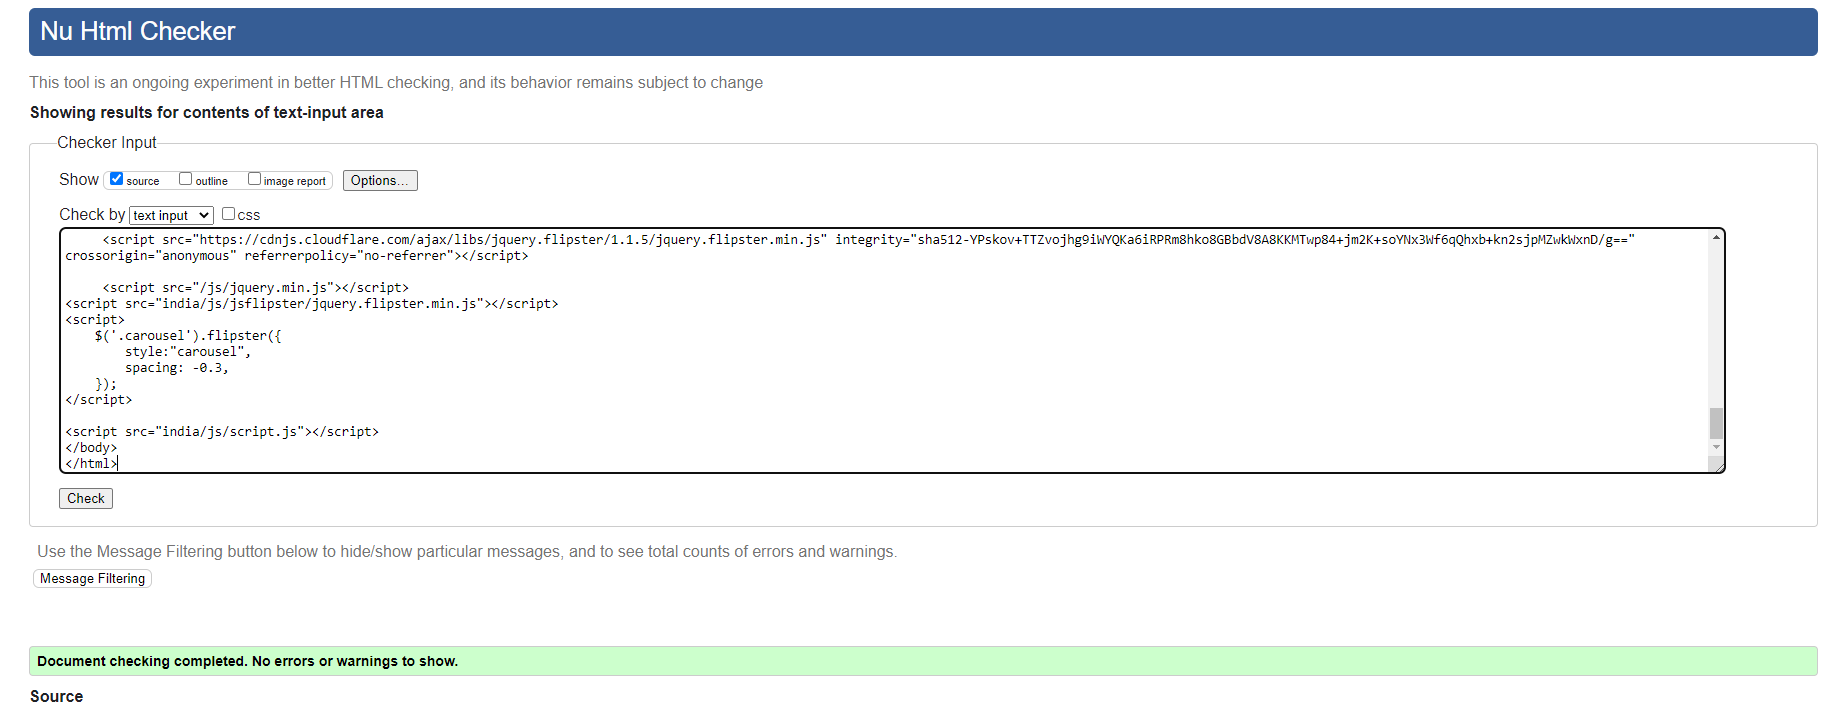 Nu Html Checker
This tool is an ongoing experiment in better HTML checking, and its behavior remains subject to change
Showing results for contents of text-input area
Checker Input
Show source outline image report Options...
Check by text input css
<script src="https://cdnjs.cloudflare.com/ajax/libs/jquery.flipster/1.1.5/jquery.flipster.min.js" integrity="sha512-YPskov+TTZvojhg9iWYQKa6iRPRm8hko8GBbdV8A8KKMTwp84+jm2K+soYNx3Wf6qQhxb+kn2sjpMZwkWxnD/g=="
crossorigin="anonymous" referrerpolicy="no-referrer"></script>
<script src="/js/jquery.min.js"></script>
<script src="india/js/jsflipster/jquery.flipster.min.js"></script>
<script>
$('.carousel').flipster({
style:"carousel",
spacing: -0.3,
});
</script>
<script src="india/js/script.js"></script>
</body>
</html>
Check
Use the Message Filtering button below to hide/show particular messages, and to see total counts of errors and warnings.
Message Filtering
Document checking completed. No errors or warnings to show.
Source